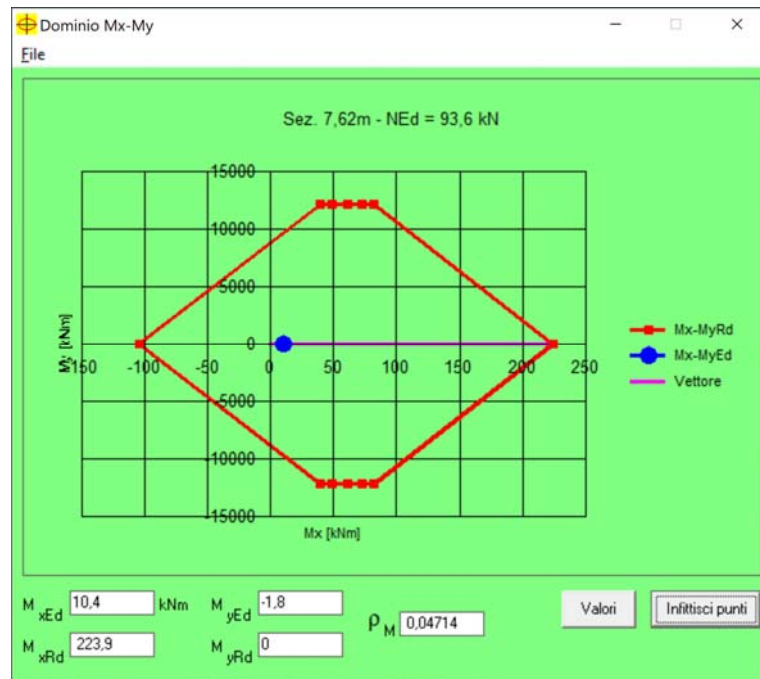 Dominio Mx-My
File
Sez. 7,62m - NEd = 93,6 kN
15000
10000
5000
0
-5000
-10000
-15000
My [kNm]
-150 -100 -50 0 50 100 150 200 250
Mx [kNm]
Mx-MyRd
Mx-MyEd
Vettore
M xEd 10,4 kNm M yEd -1,8
ρ M 0,04714
M xRd 223,9 M yRd 0
Valori
Infittisci punti